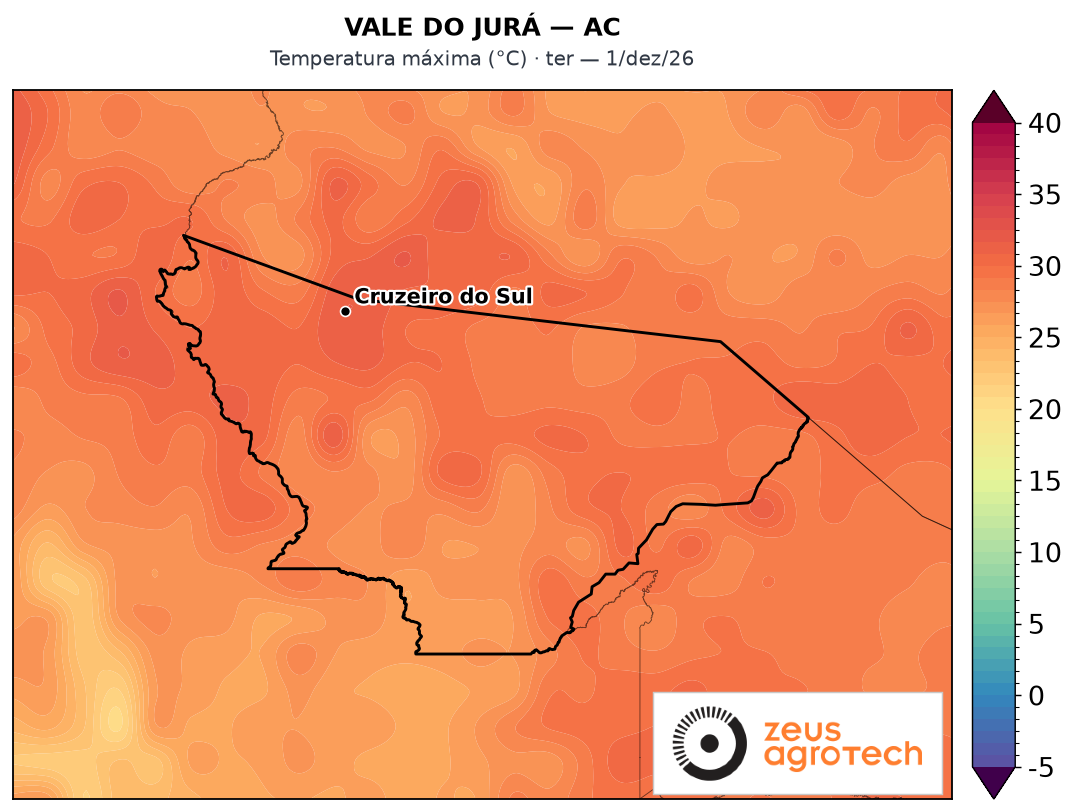 VALE DO JURÁ — AC
Temperatura máxima (°C) · ter — 1/dez/26
Cruzeiro do Sul
40
35
30
25
20
15
10
5
0
-5
zeus
agrotech